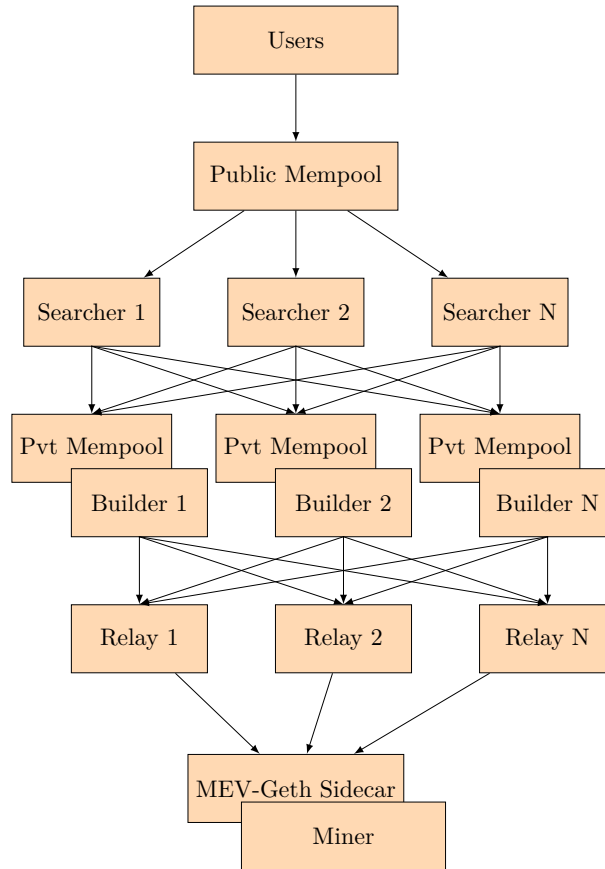 Users
Public Mempool
Searcher 1
Searcher 2
Searcher N
Pvt Mempool
Pvt Mempool
Pvt Mempool
Builder 1
Builder 2
Builder N
Relay 1
Relay 2
Relay N
MEV-Geth Sidecar
Miner